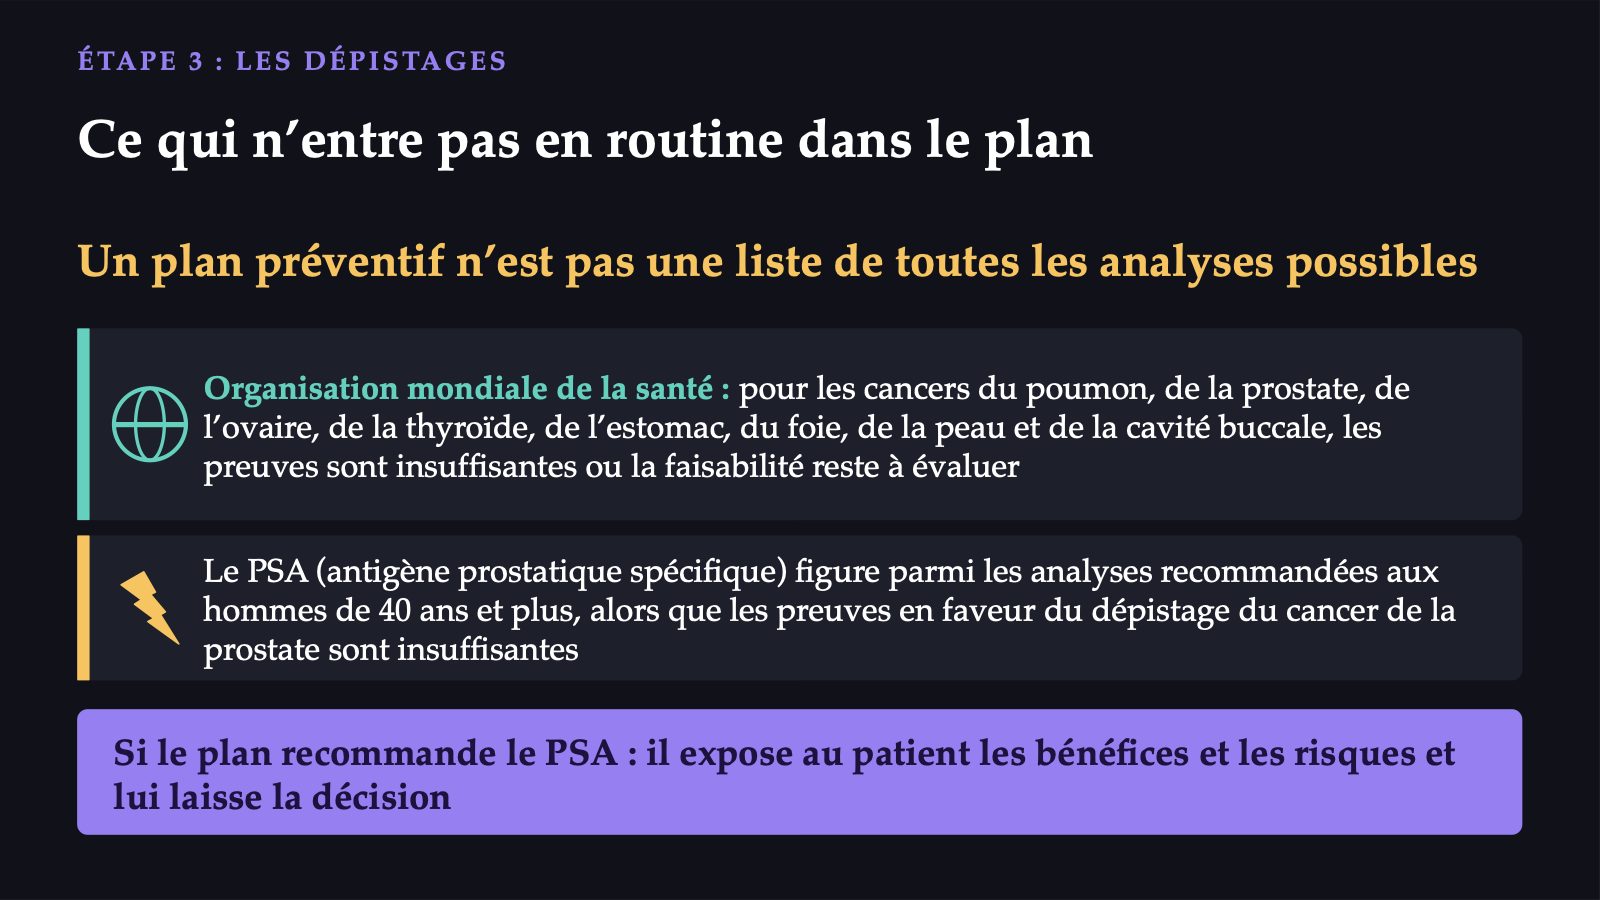 ÉTAPE 3 : LES DÉPISTAGES
Ce qui n’entre pas en routine dans le plan
Un plan préventif n’est pas une liste de toutes les analyses possibles
Organisation mondiale de la santé : pour les cancers du poumon, de la prostate, de
l’ovaire, de la thyroïde, de l’estomac, du foie, de la peau et de la cavité buccale, les
preuves sont insuffisantes ou la faisabilité reste à évaluer
Le PSA (antigène prostatique spécifique) figure parmi les analyses recommandées aux
hommes de 40 ans et plus, alors que les preuves en faveur du dépistage du cancer de la
prostate sont insuffisantes
Si le plan recommande le PSA : il expose au patient les bénéfices et les risques et
lui laisse la décision